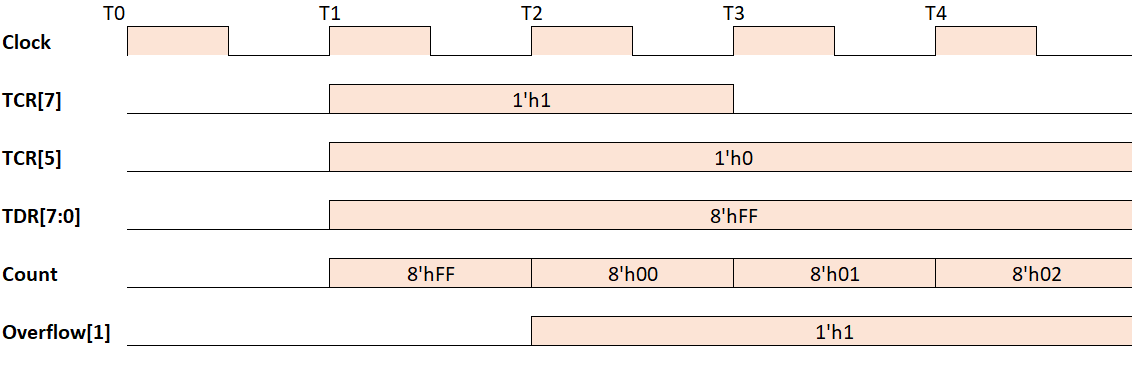 T0 T1 T2 T3 T4
Clock
TCR[7] 1'h1
TCR[5] 1'h0
TDR[7:0] 8'hFF
Count 8'hFF 8'h00 8'h01 8'h02
Overflow[1] 1'h1